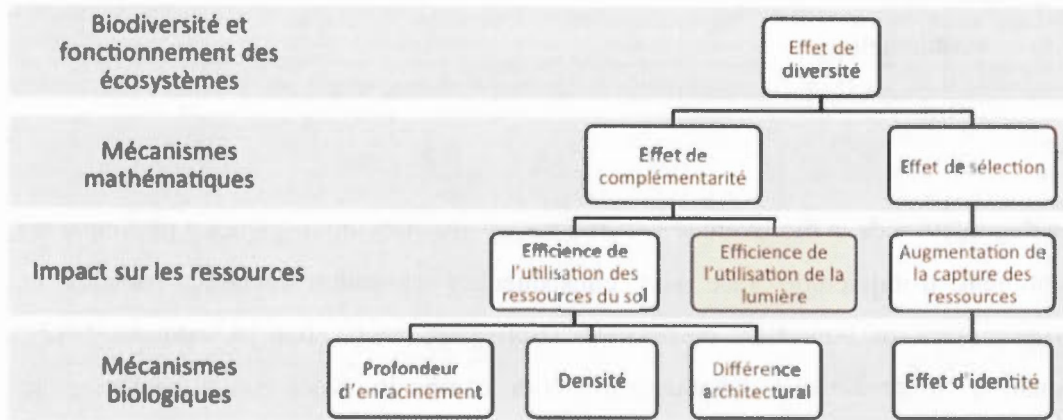 Biodiversité et
fonctionnement des
écosystèmes
Effet de
diversité
Mécanismes
mathématiques
Effet de
complémentarité
Effet de sélection
Impact sur les ressources
Efficience de
l'utilisation des
ressources du sol
Efficience de
l'utilisation de la
lumière
Augmentation de
la capture des
ressources
Mécanismes
biologiques
Profondeur
d'enracinement
Densité
Différence
architectural
Effet d'identité